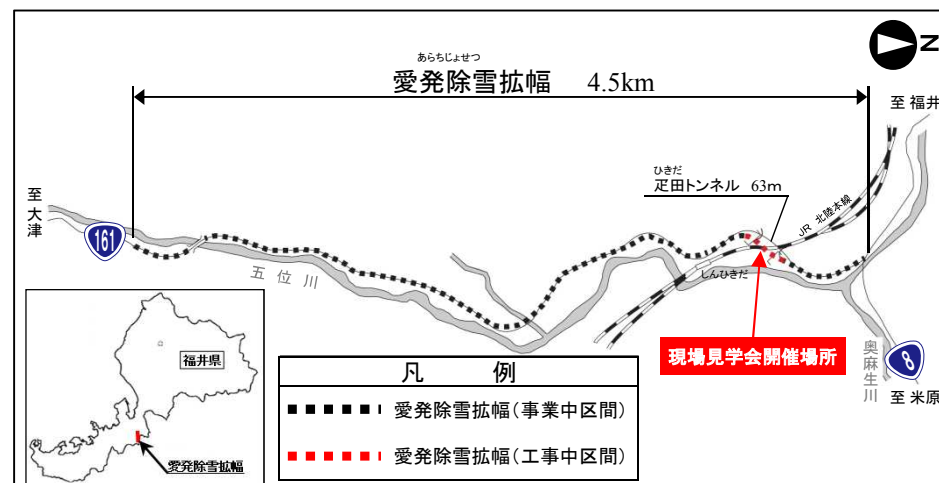 あらちじょせつ
愛発除雪拡幅 4.5km
N
至 福井
ひきだ
疋田トンネル 63m
JR 北陸本線
至大津
161
五位川
しんひきだ
現場見学会開催場所
奥麻生川
8
至 米原
福井県
愛発除雪拡幅
凡 例
愛発除雪拡幅(事業中区間)
愛発除雪拡幅(工事中区間)